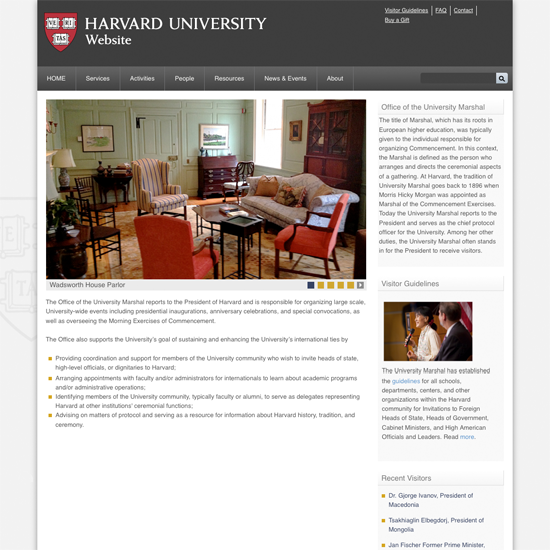 VE RI
TAS
HARVARD UNIVERSITY
Website
Visitor Guidelines | FAQ | Contact
Buy a Gift
HOME Services Activities People Resources News & Events About
Wadsworth House Parlor
The Office of the University Marshal reports to the President of Harvard and is responsible for organizing large scale,
University-wide events including presidential inaugurations, anniversary celebrations, and special convocations, as
well as overseeing the Morning Exercises of Commencement.
The Office also supports the University's goal of sustaining and enhancing the University's international ties by
Providing coordination and support for members of the University community who wish to invite heads of state,
high-level officials, or dignitaries to Harvard;
Arranging appointments with faculty and/or administrators for internationals to learn about academic programs
and/or administrative operations;
Identifying members of the University community, typically faculty or alumni, to serve as delegates representing
Harvard at other institutions' ceremonial functions;
Advising on matters of protocol and serving as a resource for information about Harvard history, tradition, and
ceremony.
Office of the University Marshal
The title of Marshal, which has its roots in
European higher education, was typically
given to the individual responsible for
organizing Commencement. In this context,
the Marshal is defined as the person who
arranges and directs the ceremonial aspects
of a gathering. At Harvard, the tradition of
University Marshal goes back to 1896 when
Morris Hicky Morgan was appointed as
Marshal of the Commencement Exercises.
Today the University Marshal reports to the
President and serves as the chief protocol
officer for the University. Among her other
duties, the University Marshal often stands
in for the President to receive visitors.
Visitor Guidelines
The University Marshal has established
the guidelines for all schools,
departments, centers, and other
organizations within the Harvard
community for Invitations to Foreign
Heads of State, Heads of Government,
Cabinet Ministers, and High American
Officials and Leaders. Read more.
Recent Visitors
Dr. Gjorge Ivanov, President of
Macedonia
Tsakhiaglin Elbegdorj, President of
Mongolia
Jan Fischer Former Prime Minister,